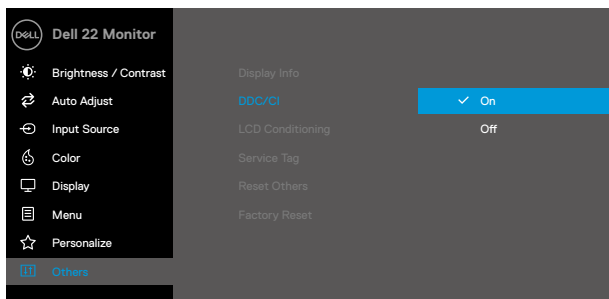 DELL Dell 22 Monitor
Brightness / Contrast
Display Info
Auto Adjust
DDC/CI
On
Input Source
LCD Conditioning
Off
Color
Service Tag
Display
Reset Others
Menu
Factory Reset
Personalize
Others